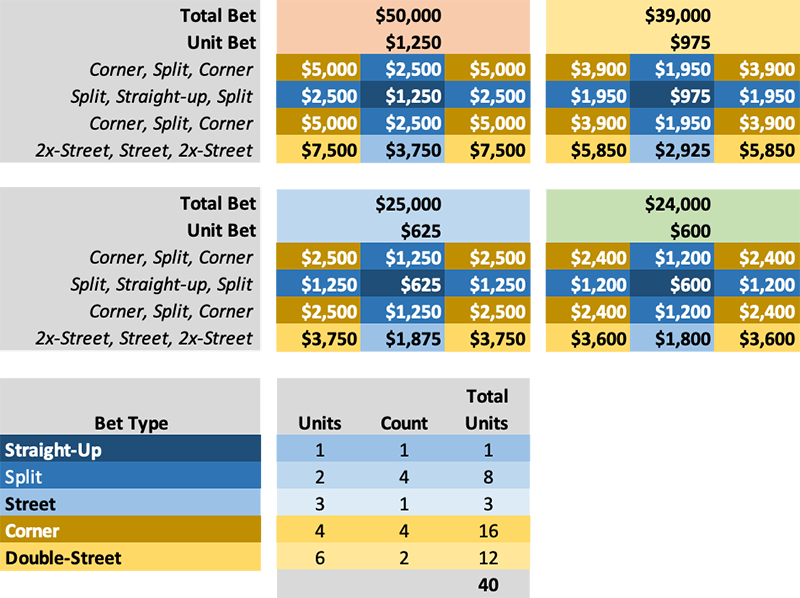 Total Bet $50,000 $39,000
Unit Bet $1,250 $975
Corner, Split, Corner $5,000 $2,500 $5,000 $3,900 $1,950 $3,900
Split, Straight-up, Split $2,500 $1,250 $2,500 $1,950 $975 $1,950
Corner, Split, Corner $5,000 $2,500 $5,000 $3,900 $1,950 $3,900
2x-Street, Street, 2x-Street $7,500 $3,750 $7,500 $5,850 $2,925 $5,850
Total Bet $25,000 $24,000
Unit Bet $625 $600
Corner, Split, Corner $2,500 $1,250 $2,500 $2,400 $1,200 $2,400
Split, Straight-up, Split $1,250 $625 $1,250 $1,200 $600 $1,200
Corner, Split, Corner $2,500 $1,250 $2,500 $2,400 $1,200 $2,400
2x-Street, Street, 2x-Street $3,750 $1,875 $3,750 $3,600 $1,800 $3,600
Total
Bet Type Units Count Units
Straight-Up 1 1 1
Split 2 4 8
Street 3 1 3
Corner 4 4 16
Double-Street 6 2 12
40